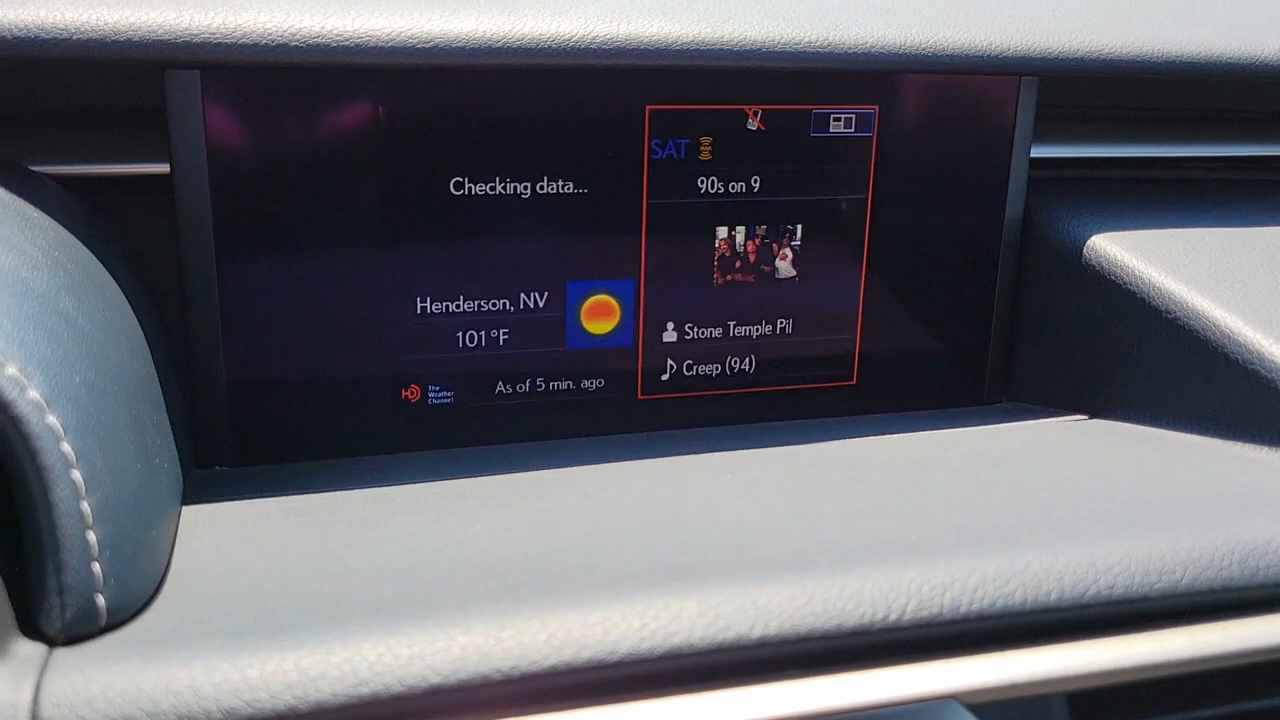 Checking data...
Henderson, NV
101°F
HD
The
Weather
Channel
As of 5 min. ago
SAT
90s on 9
Stone Temple Pil
Creep (94)